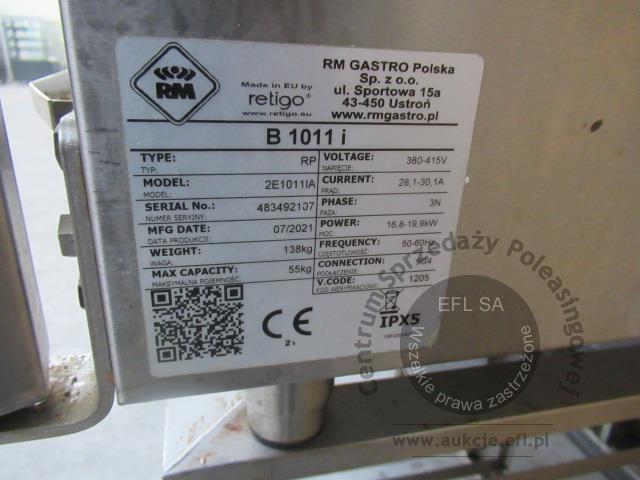 RM
Made in EU by
retigo®
www.retigo.eu
RM GASTRO Polska
Sp. z o.o.
ul. Sportowa 15a
43-450 Ustroń
www.rmgastro.pl
B 1011 i
TYPE: RP
TYP:
MODEL: 2E1011IA
MODEL:
SERIAL No.: 483492107
NUMER SERYJNY:
MFG DATE: 07/2021
DATA PRODUKCJI:
WEIGHT: 138kg
WAGA:
MAX CAPACITY: 55kg
MAKSYMALNA POJEMNOŚĆ:
VOLTAGE: 380-415V
NAPIĘCIE:
CURRENT: 28,1-30,1A
PRĄD:
PHASE: 3N
FAZA:
POWER: 16,8-19,9kW
MOC:
FREQUENCY: 50-60Hz
CZĘSTOTLIWOŚĆ:
CONNECTION:
PODŁĄCZENIE:
V.CODE: 1205
KOD WERYFIKACYJNY:
CE
21
IPX5
Centrum Sprzedaży Poleasingowej
EFL SA
Wszelkie prawa zastrzeżone
www.aukcje.efl.pl